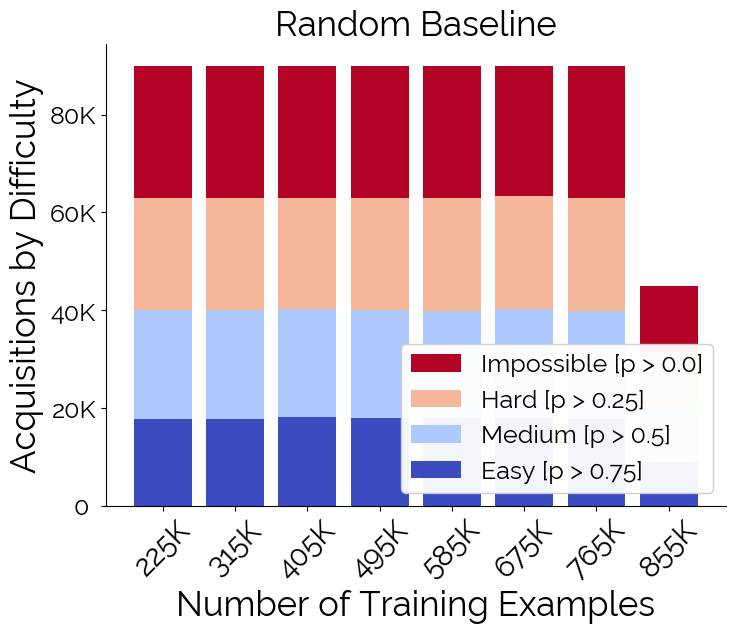 Random Baseline
Acquisitions by Difficulty
80K
60K
40K
20K
0
Impossible [p > 0.0]
Hard [p > 0.25]
Medium [p > 0.5]
Easy [p > 0.75]
225K
315K
405K
495K
585K
675K
765K
855K
Number of Training Examples